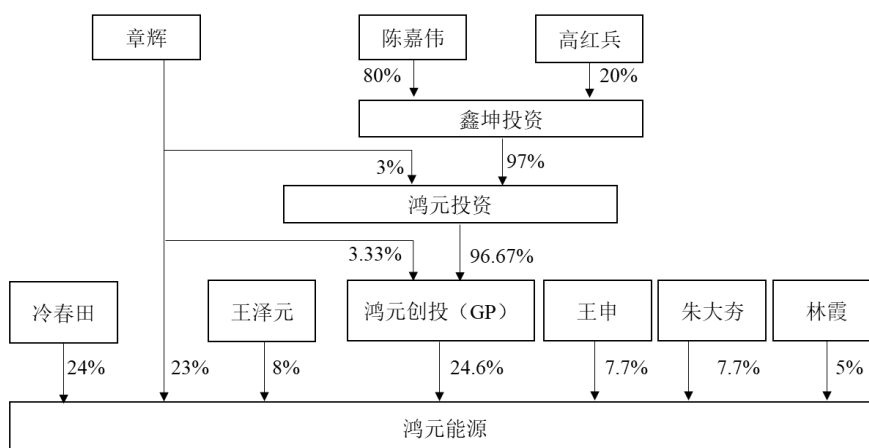 章辉
陈嘉伟
高红兵
80%
20%
鑫坤投资
3%
97%
鸿元投资
3.33%
96.67%
冷春田
王泽元
鸿元创投（GP）
王申
朱大夯
林霞
24%
23%
8%
24.6%
7.7%
7.7%
5%
鸿元能源